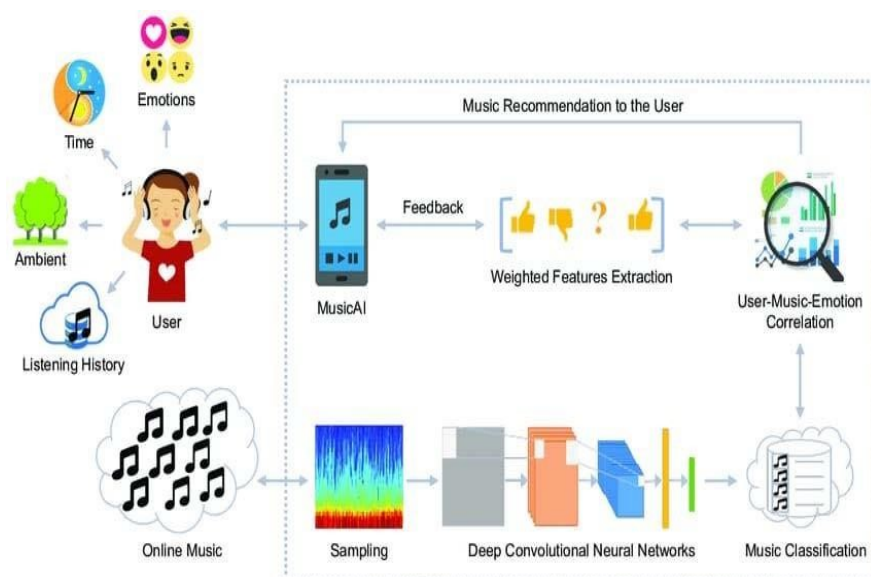 Emotions
Time
Music Recommendation to the User
Feedback
Ambient
Weighted Features Extraction
User
MusicAI
User-Music-Emotion
Correlation
Listening History
Online Music
Sampling
Deep Convolutional Neural Networks
Music Classification